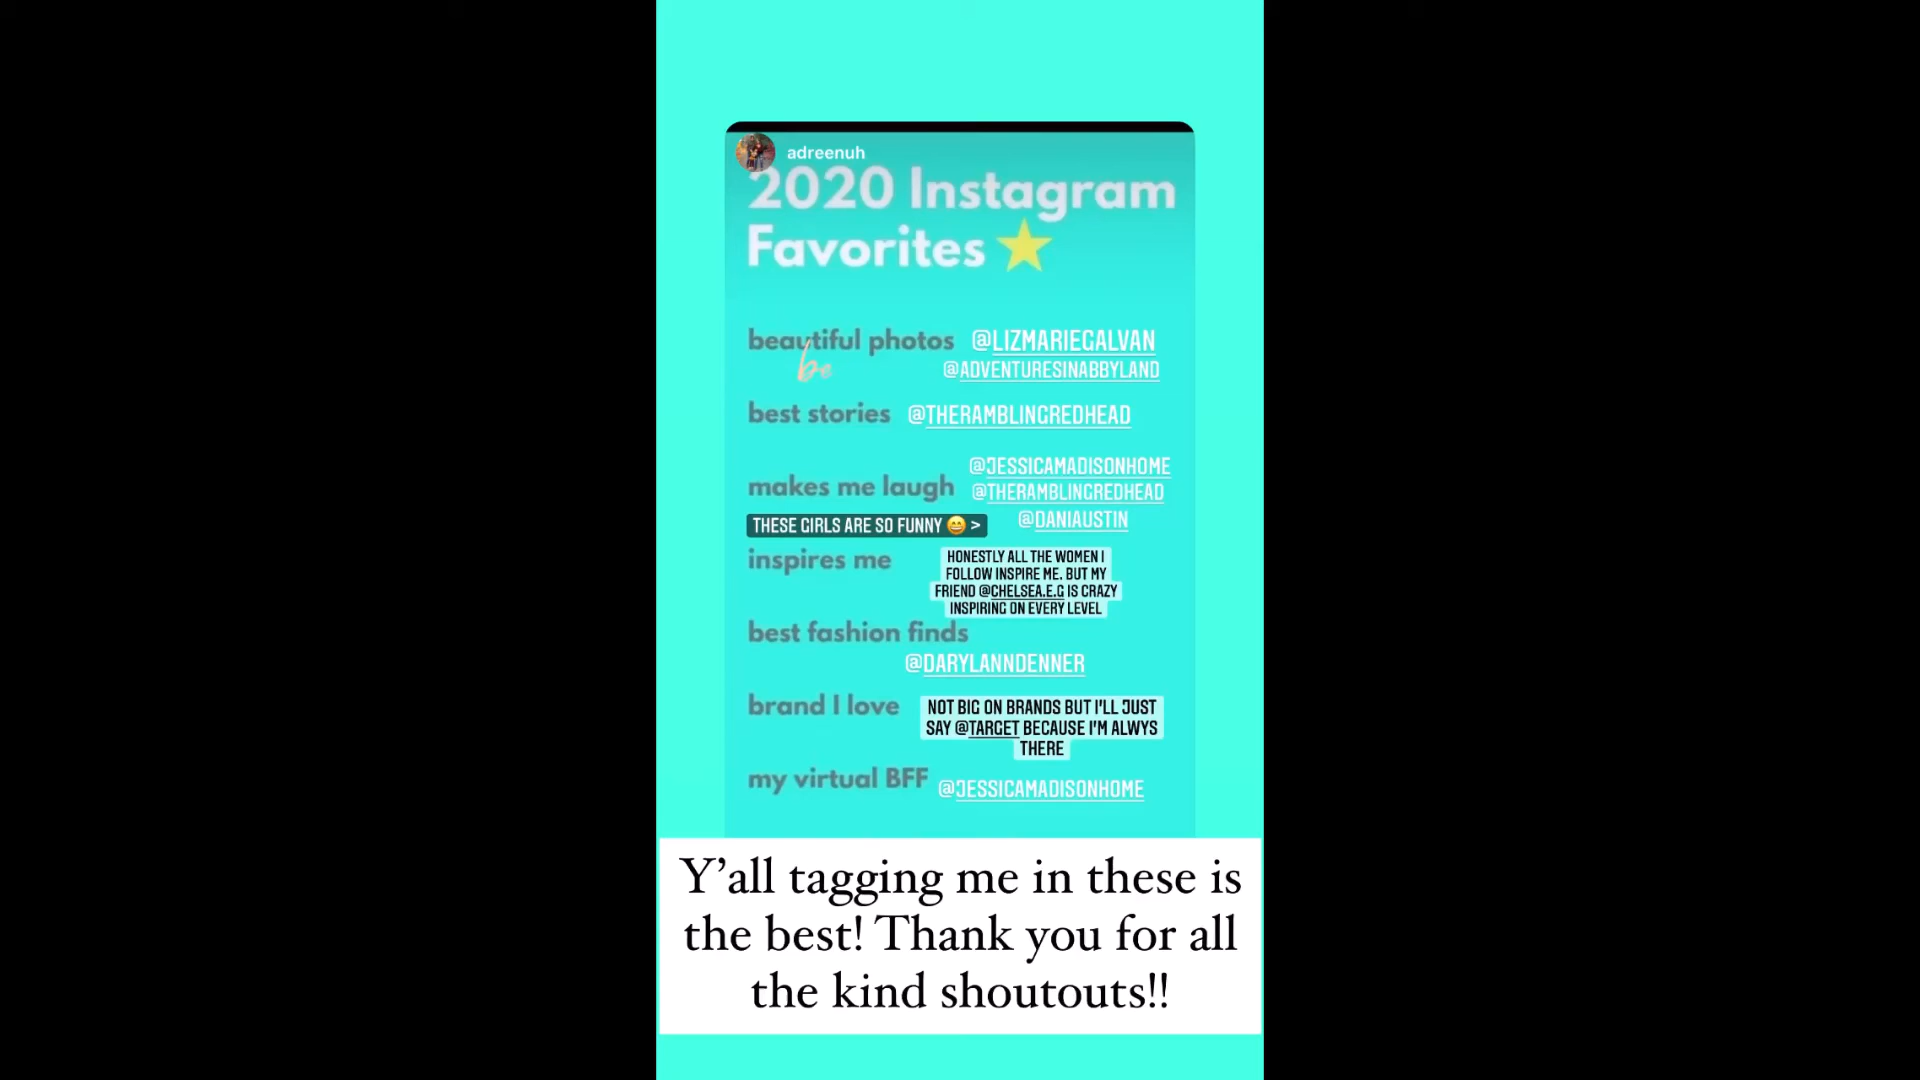 adreenuh
2020 Instagram
Favorites
beautiful photos @LIZMARIEGALVAN
be @ADVENTURESINABBYLAND
best stories @THERAMBLINGREDHEAD
@JESSICAMADISONHOME
makes me laugh @THERAMBLINGREDHEAD
@DANIAUSTIN
THESE GIRLS ARE SO FUNNY 😄 >
inspires me
HONESTLY ALL THE WOMEN I
FOLLOW INSPIRE ME. BUT MY
FRIEND @CHELSEA.E.G IS CRAZY
INSPIRING ON EVERY LEVEL
best fashion finds
@DARYLANNDENNER
brand I love
NOT BIG ON BRANDS BUT I'LL JUST
SAY @TARGET BECAUSE I'M ALWYS
THERE
my virtual BFF @JESSICAMADISONHOME
Y'all tagging me in these is
the best! Thank you for all
the kind shoutouts!!